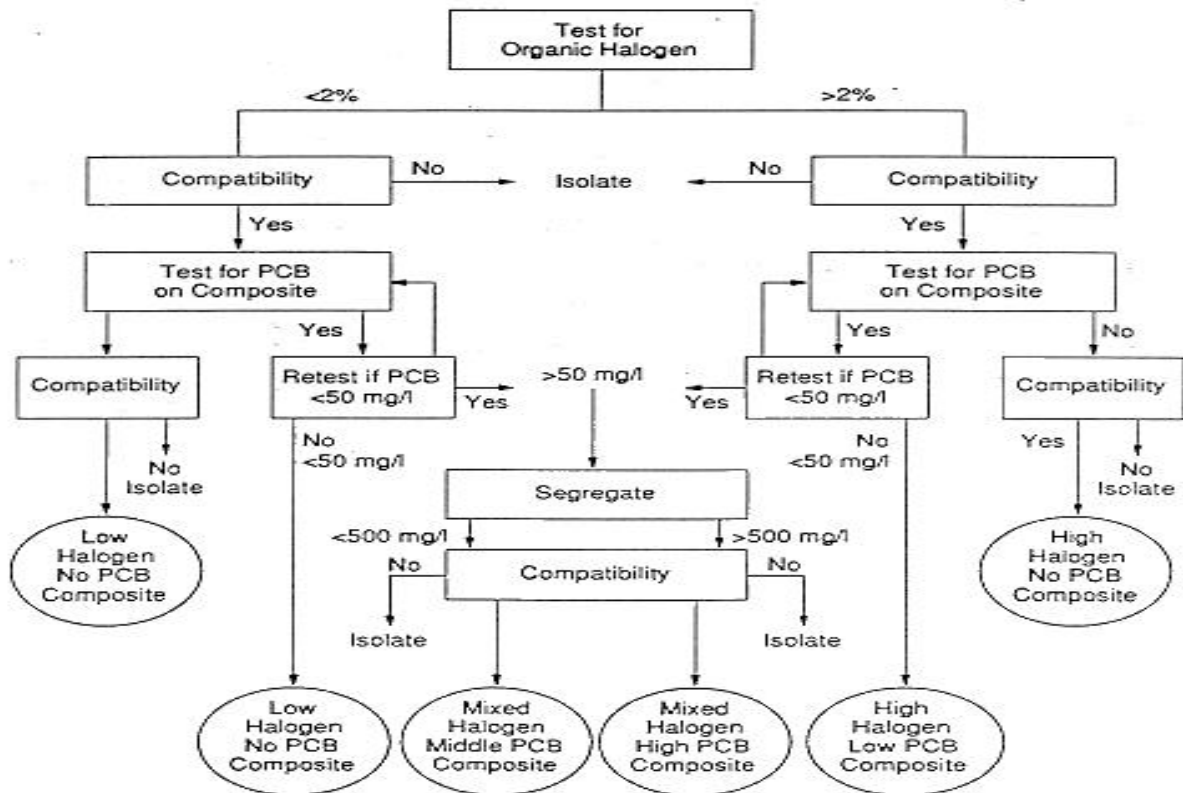 Test for
Organic Halogen
<2%
>2%
Compatibility
No
Isolate
No
Compatibility
Yes
Yes
Test for PCB
on Composite
Test for PCB
on Composite
Yes
Yes
No
Compatibility
Retest if PCB
<50 mg/l
Yes
>50 mg/l
Yes
Retest if PCB
<50 mg/l
Compatibility
No
<50 mg/l
No
<50 mg/l
Yes
No
Isolate
No
Isolate
Segregate
<500 mg/l
>500 mg/l
Low
Halogen
No PCB
Composite
No
Compatibility
No
High
Halogen
No PCB
Composite
Isolate
Isolate
Low
Halogen
No PCB
Composite
Mixed
Halogen
Middle PCB
Composite
Mixed
Halogen
High PCB
Composite
High
Halogen
Low PCB
Composite